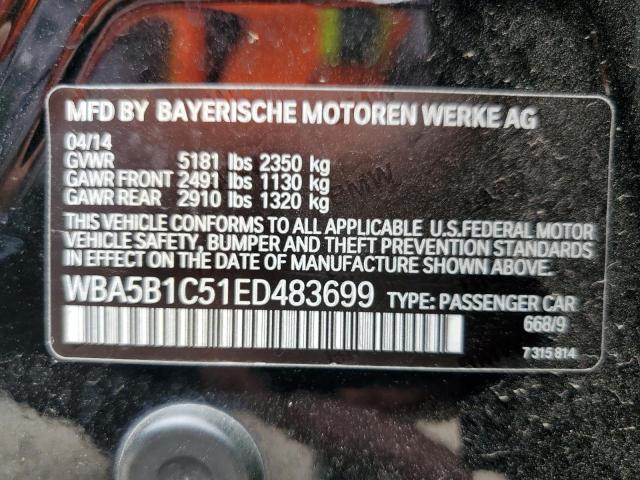 MFD BY BAYERISCHE MOTOREN WERKE AG
04/14
GVWR 5181 lbs 2350 kg
GAWR FRONT 2491 lbs 1130 kg
GAWR REAR 2910 lbs 1320 kg
THIS VEHICLE CONFORMS TO ALL APPLICABLE U.S.FEDERAL MOTOR
VEHICLE SAFETY, BUMPER AND THEFT PREVENTION STANDARDS
IN EFFECT ON THE DATE OF MANUFACTURE SHOWN ABOVE:
WBA5B1C51ED483699 TYPE: PASSENGER CAR
668/9
7 315 814